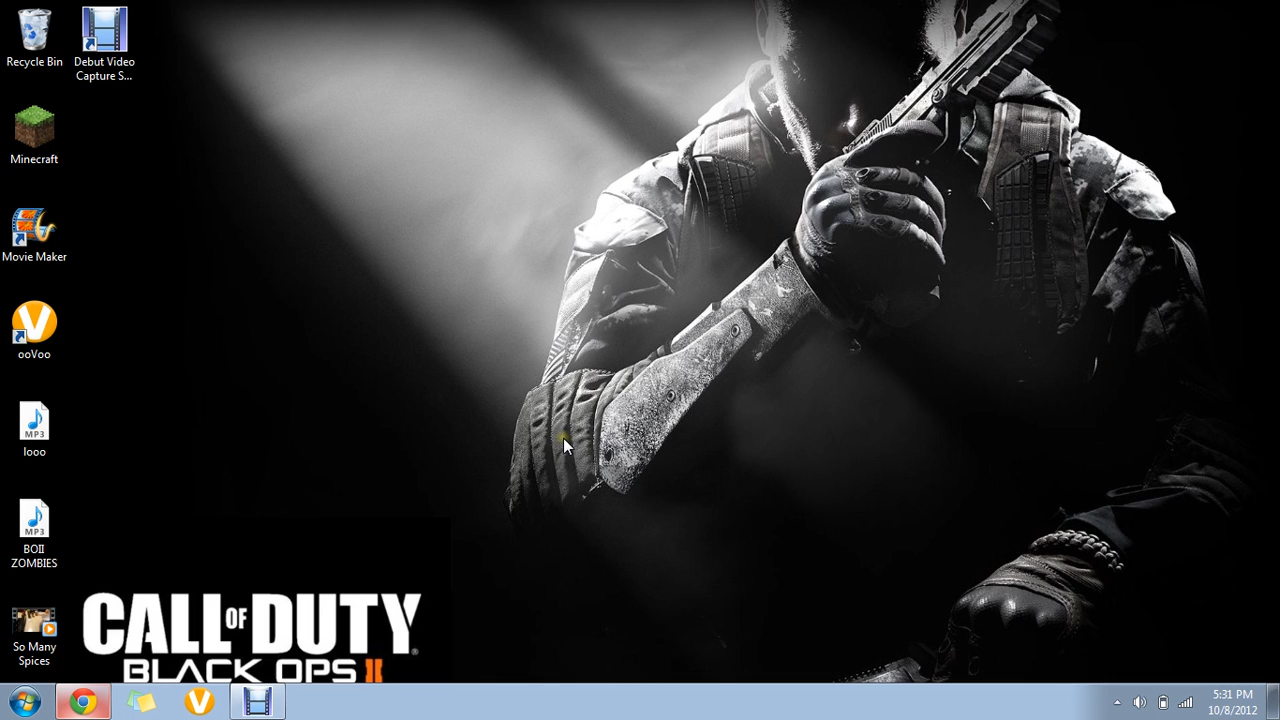 Recycle Bin
Debut Video
Capture S...
Minecraft
Movie Maker
ooVoo
looo
MP3
BOII
ZOMBIES
MP3
So Many
Spices
CALL OF DUTY
BLACK OPS II
5:31 PM
10/8/2012